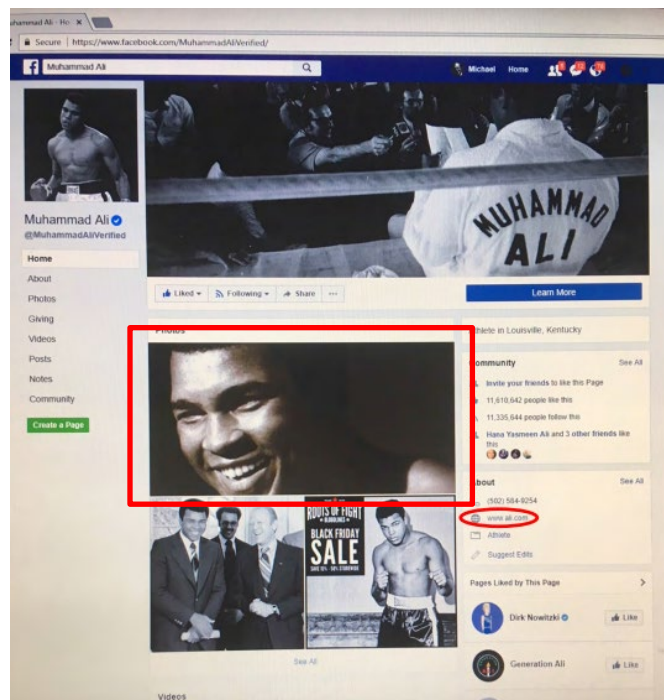 Muhammad Ali - Ho
Secure | https://www.facebook.com/MuhammadAliVerified/
Muhammad Ali
Michael Home
MUHAMMAD
ALI
Muhammad Ali
@MuhammadAliVerified
Home
About
Photos
Giving
Videos
Posts
Notes
Community
Create a Page
Liked
Following
Share
Learn More
Photos
Athlete in Louisville, Kentucky
Community See All
Invite your friends to like this Page
11,610,642 people like this
11,335,644 people follow this
Hana Yasmeen Ali and 3 other friends like
this
About See All
(502) 584-9254
www.ali.com
Athlete
Suggest Edits
ROOTS OF FIGHT
BLACK FRIDAY
SALE
See All
Pages Liked by This Page
Dirk Nowitzki Like
Generation Ali Like
Videos